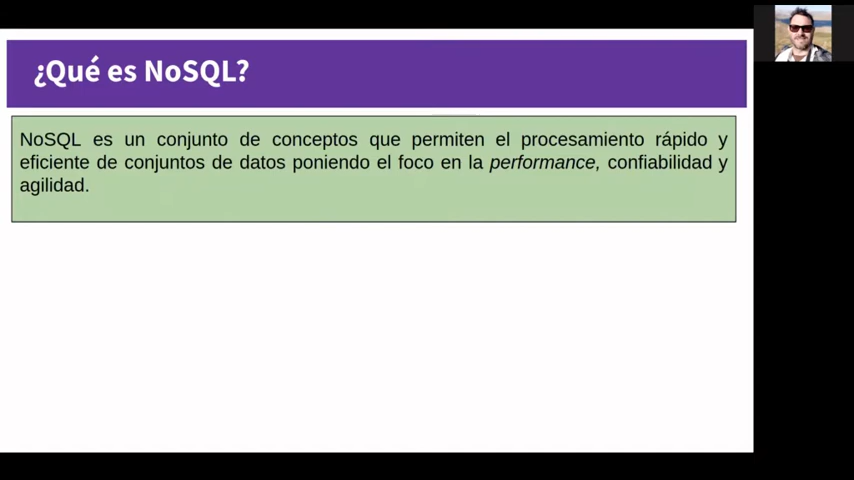 ¿Qué es NoSQL?
NoSQL es un conjunto de conceptos que permiten el procesamiento rápido y
eficiente de conjuntos de datos poniendo el foco en la performance, confiabilidad y
agilidad.